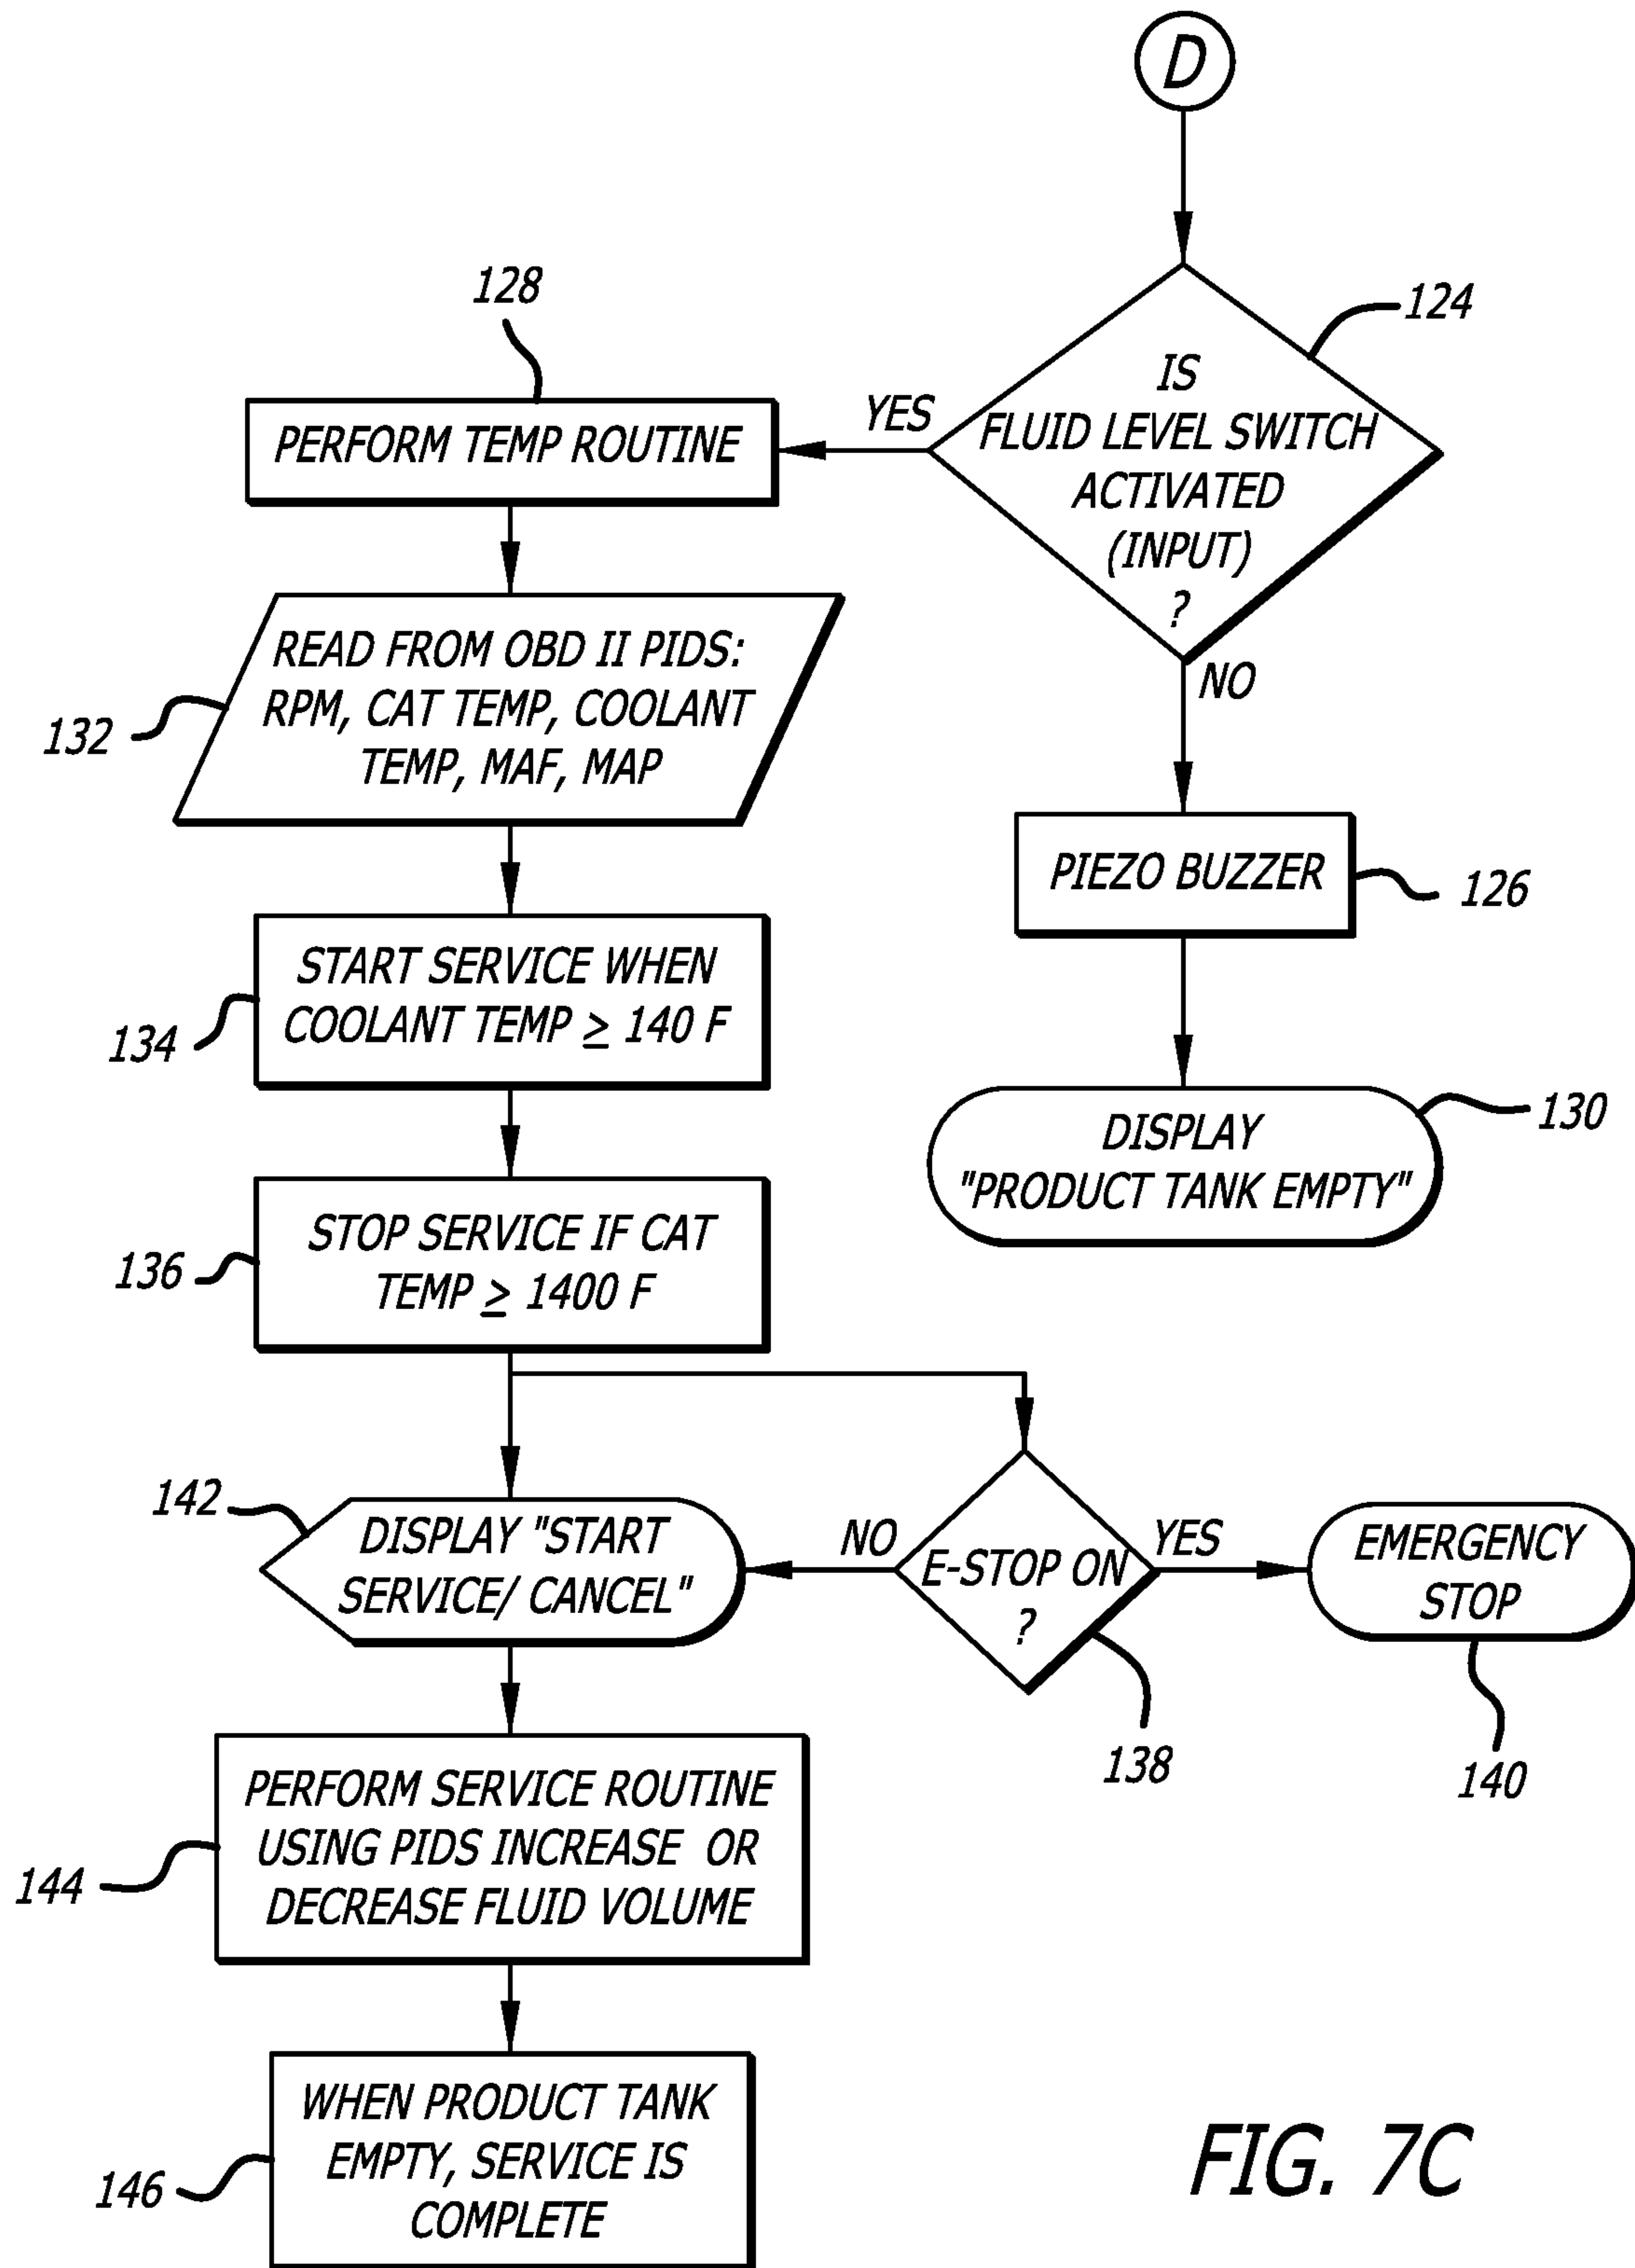 D
128
124
IS
FLUID LEVEL SWITCH
ACTIVATED
(INPUT)
?
YES
PERFORM TEMP ROUTINE
NO
READ FROM OBD II PIDS:
RPM, CAT TEMP, COOLANT
TEMP, MAF, MAP
132
PIEZO BUZZER
126
START SERVICE WHEN
COOLANT TEMP ≥ 140 F
134
DISPLAY
"PRODUCT TANK EMPTY"
130
STOP SERVICE IF CAT
TEMP ≥ 1400 F
136
142
DISPLAY "START
SERVICE/ CANCEL"
NO
E-STOP ON
?
YES
EMERGENCY
STOP
138
140
PERFORM SERVICE ROUTINE
USING PIDS INCREASE OR
DECREASE FLUID VOLUME
144
WHEN PRODUCT TANK
EMPTY, SERVICE IS
COMPLETE
146
FIG. 7C